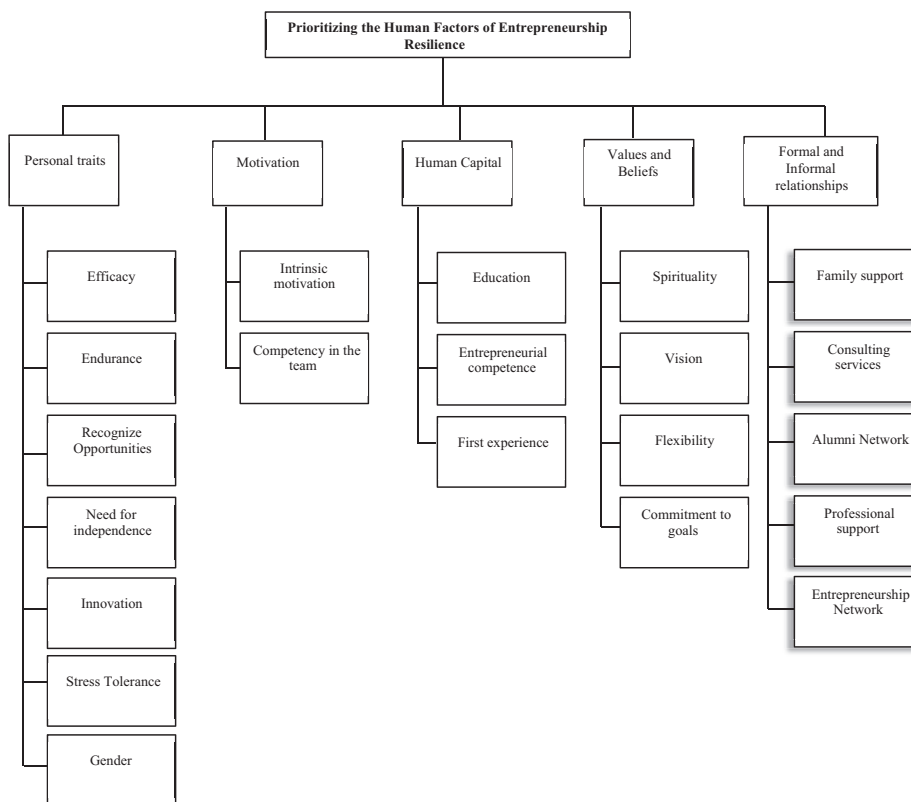 Prioritizing the Human Factors of Entrepreneurship
Resilience
Personal traits
Motivation
Human Capital
Values and
Beliefs
Formal and
Informal
relationships
Efficacy
Endurance
Recognize
Opportunities
Need for
independence
Innovation
Stress Tolerance
Gender
Intrinsic
motivation
Competency in the
team
Education
Entrepreneurial
competence
First experience
Spirituality
Vision
Flexibility
Commitment to
goals
Family support
Consulting
services
Alumni Network
Professional
support
Entrepreneurship
Network